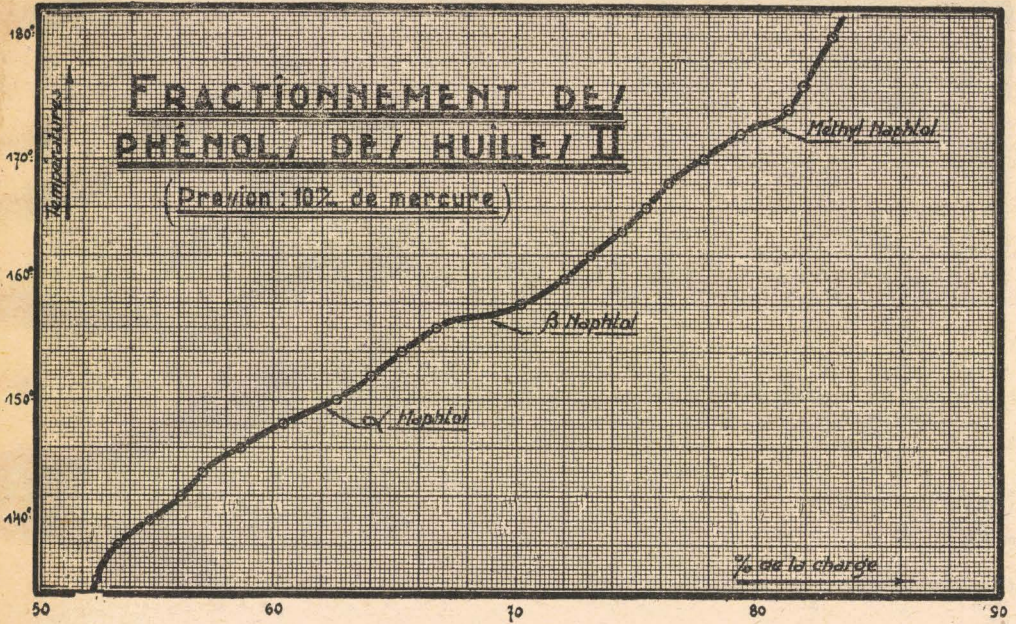 180°
Températures
170°
160°
150°
140°
FRACTIONNEMENT DES
PHÉNOLS DES HUILES II
(Pression : 10% de mercure)
Méthyl Naphtol
β Naphtol
α Naphtol
% de la charge
50 60 70 80 90